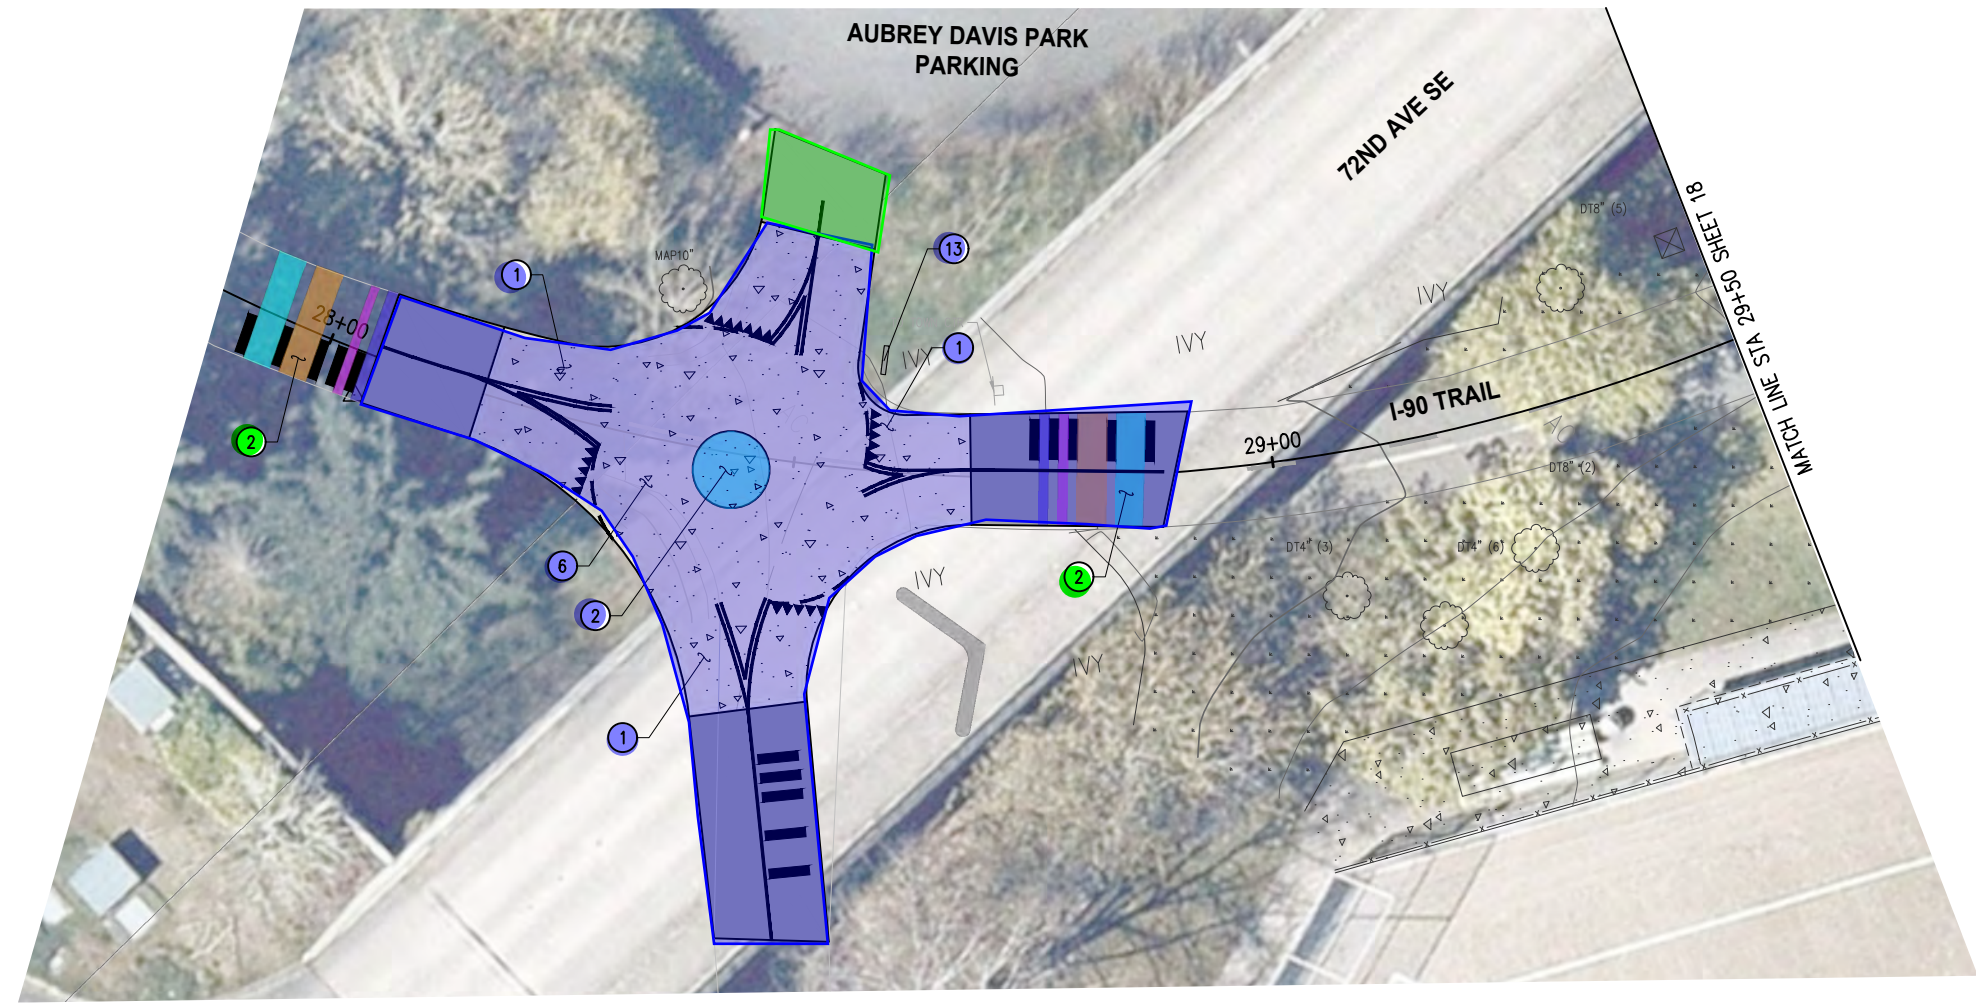 AUBREY DAVIS PARK
PARKING
72ND AVE SE
MATCH LINE STA 29+50 SHEET 18
DT8" (5)
MAP10"
13
1
28+00
IVY
IVY
IVY
1
I-90 TRAIL
29+00
AC
2
DT8" (2)
DT4" (3)
DT4" (6)
6
IVY
2
2
IVY
1